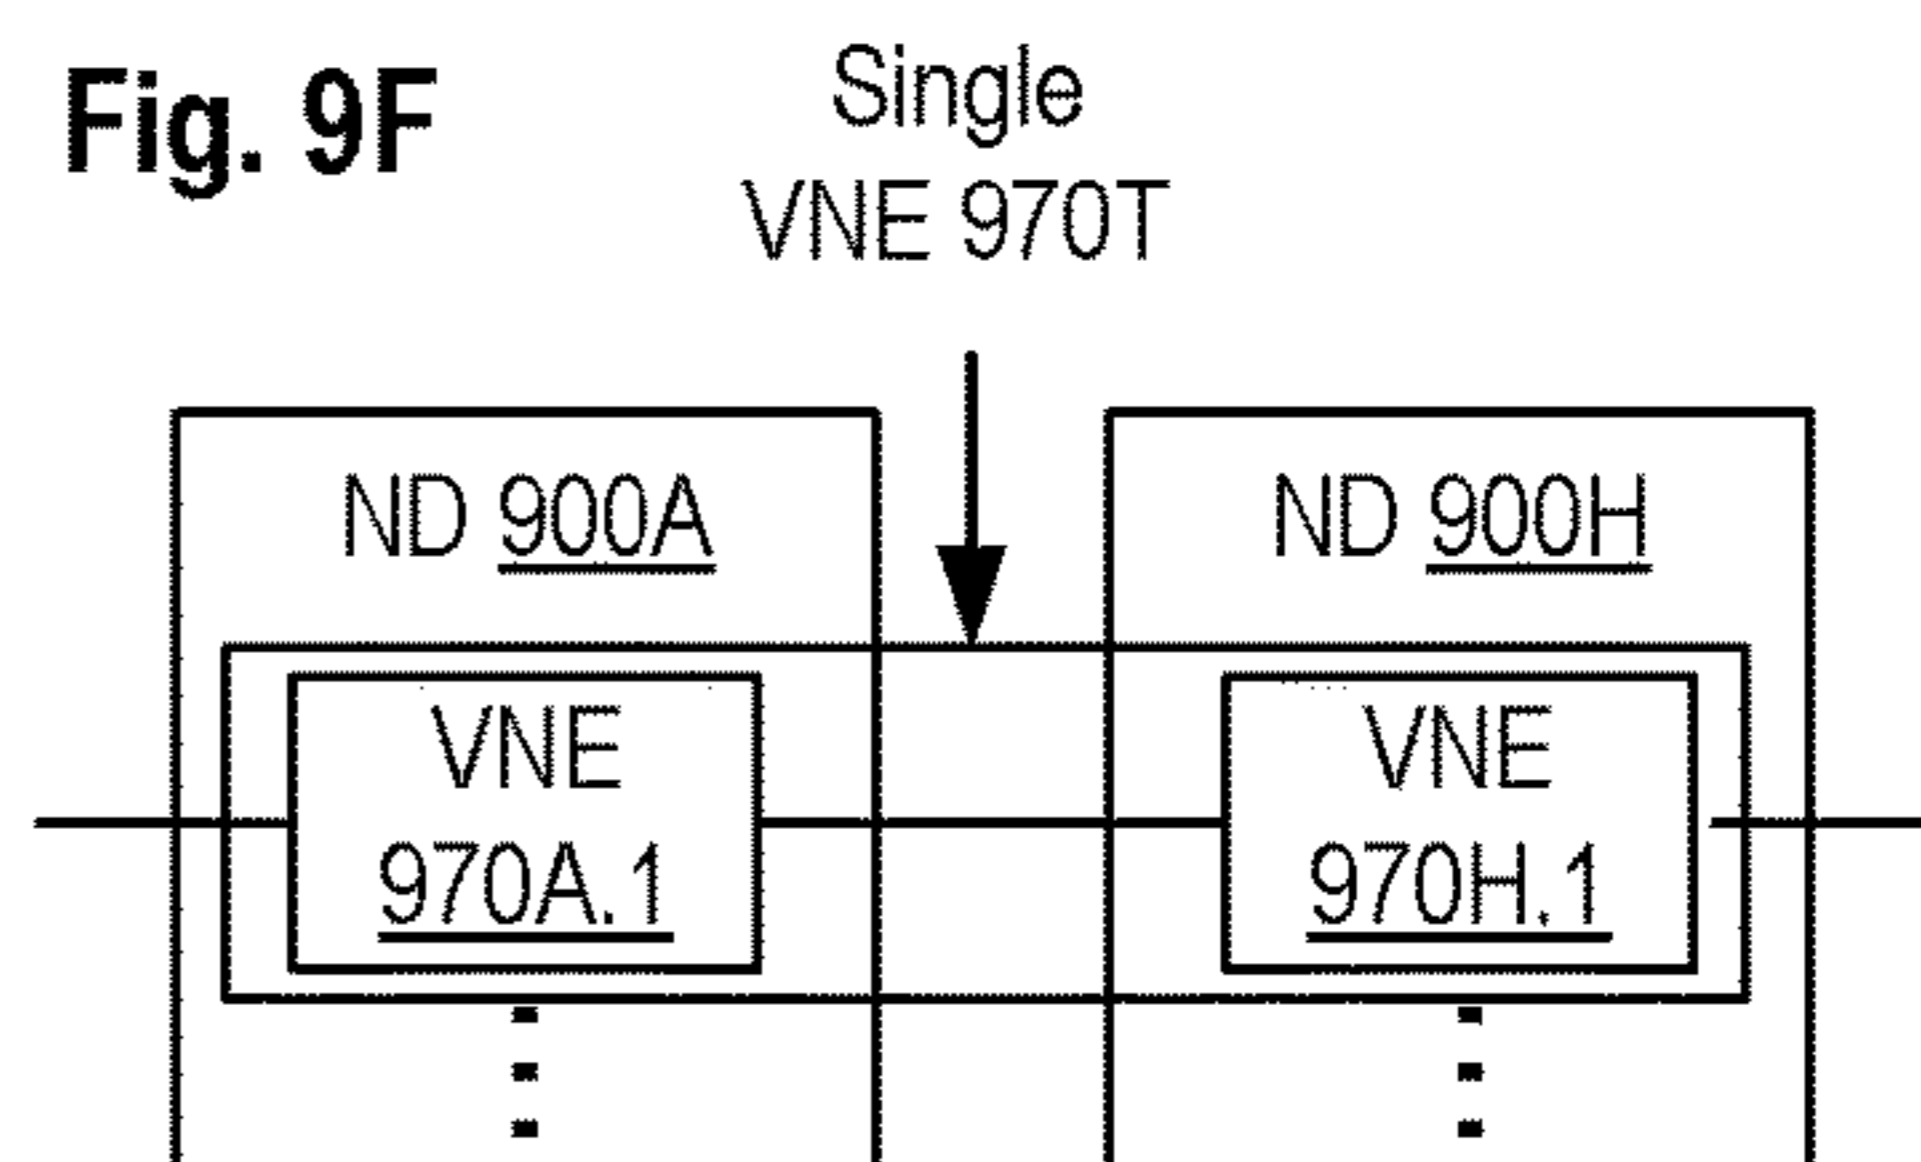 Fig. 9F
Single
VNE 970T
ND 900A
ND 900H
VNE
970A.1
VNE
970H.1